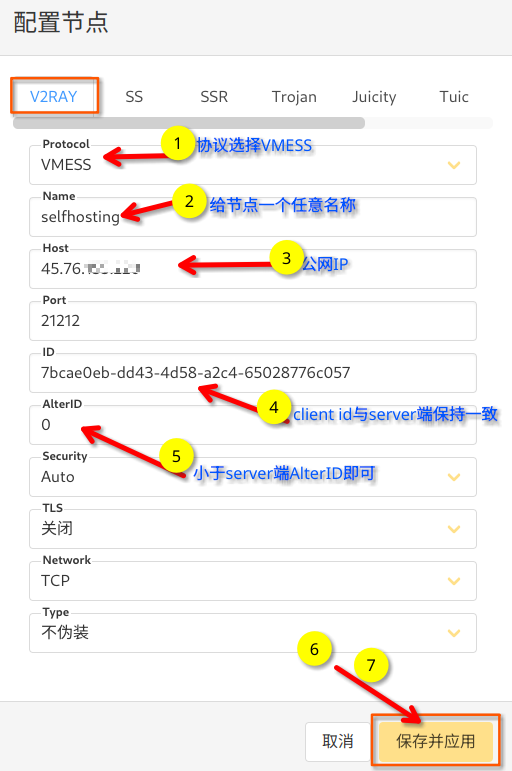 配置节点
V2RAY SS SSR Trojan Juicity Tuic
Protocol
VMESS
1 协议选择VMESS
Name
selfhosting
2 给节点一个任意名称
Host
45.76.
3 公网IP
Port
21212
ID
7bcae0eb-dd43-4d58-a2c4-65028776c057
4 client id与server端保持一致
AlterID
0
5 小于server端AlterID即可
Security
Auto
TLS
关闭
Network
TCP
Type
不伪装
6 7
取消 保存并应用